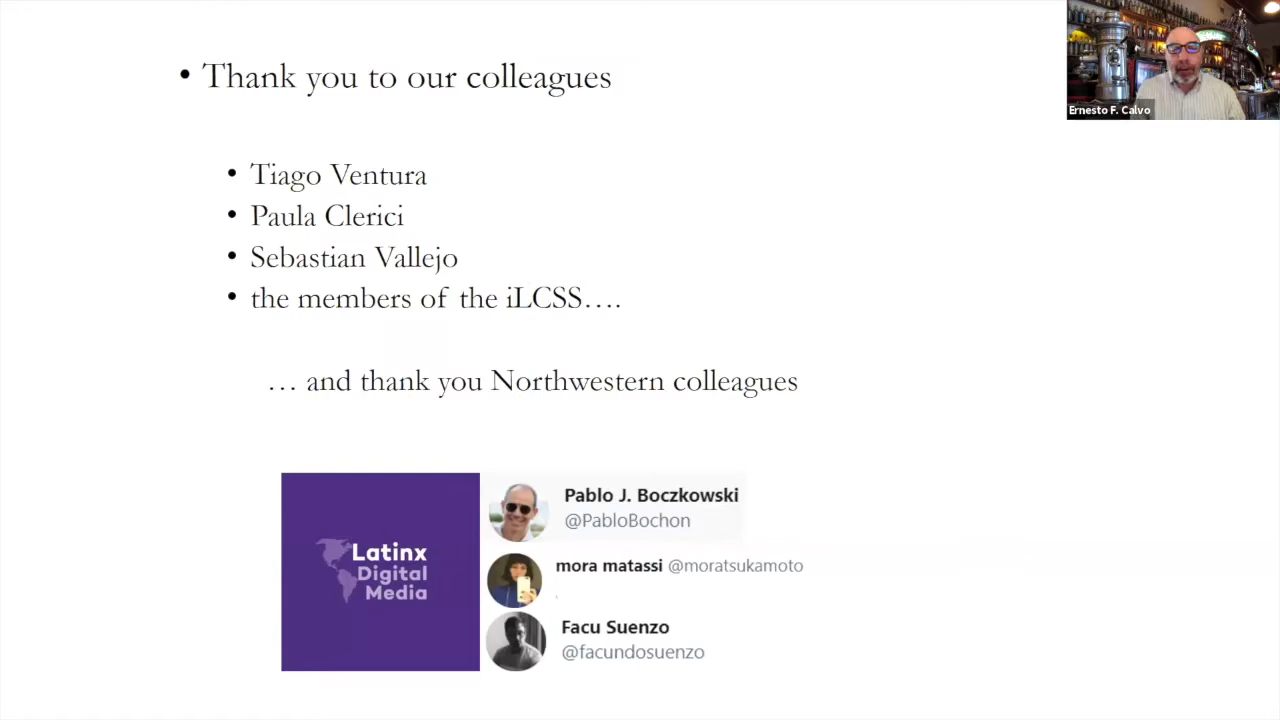 • Thank you to our colleagues
Ernesto F. Calvo
• Tiago Ventura
• Paula Clerici
• Sebastian Vallejo
• the members of the iLCSS….
… and thank you Northwestern colleagues
Latinx
Digital
Media
Pablo J. Boczkowski
@PabloBochon
mora matassi @moratsukamoto
Facu Suenzo
@facundosuenzo